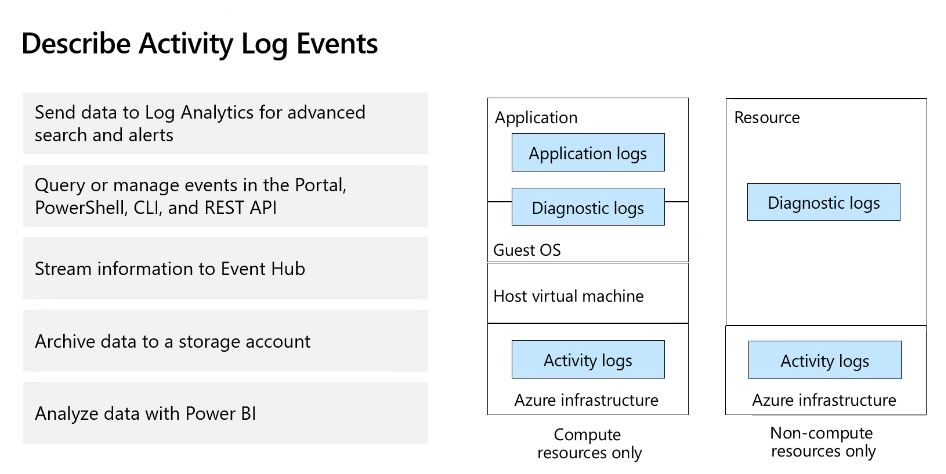 Describe Activity Log Events
Send data to Log Analytics for advanced
search and alerts
Query or manage events in the Portal,
PowerShell, CLI, and REST API
Stream information to Event Hub
Archive data to a storage account
Analyze data with Power BI
Application
Application logs
Diagnostic logs
Guest OS
Host virtual machine
Activity logs
Azure infrastructure
Compute
resources only
Resource
Diagnostic logs
Activity logs
Azure infrastructure
Non-compute
resources only